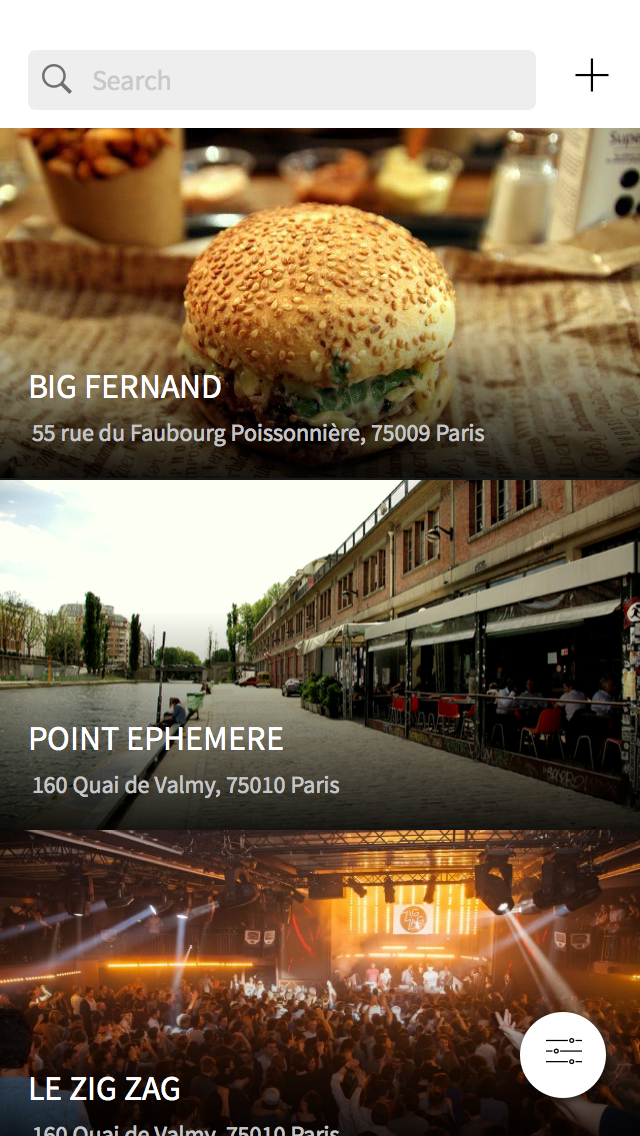 Search
BIG FERNAND
55 rue du Faubourg Poissonnière, 75009 Paris
POINT EPHEMERE
160 Quai de Valmy, 75010 Paris
LE ZIG ZAG
160 Quai de Valmy, 75010 Paris